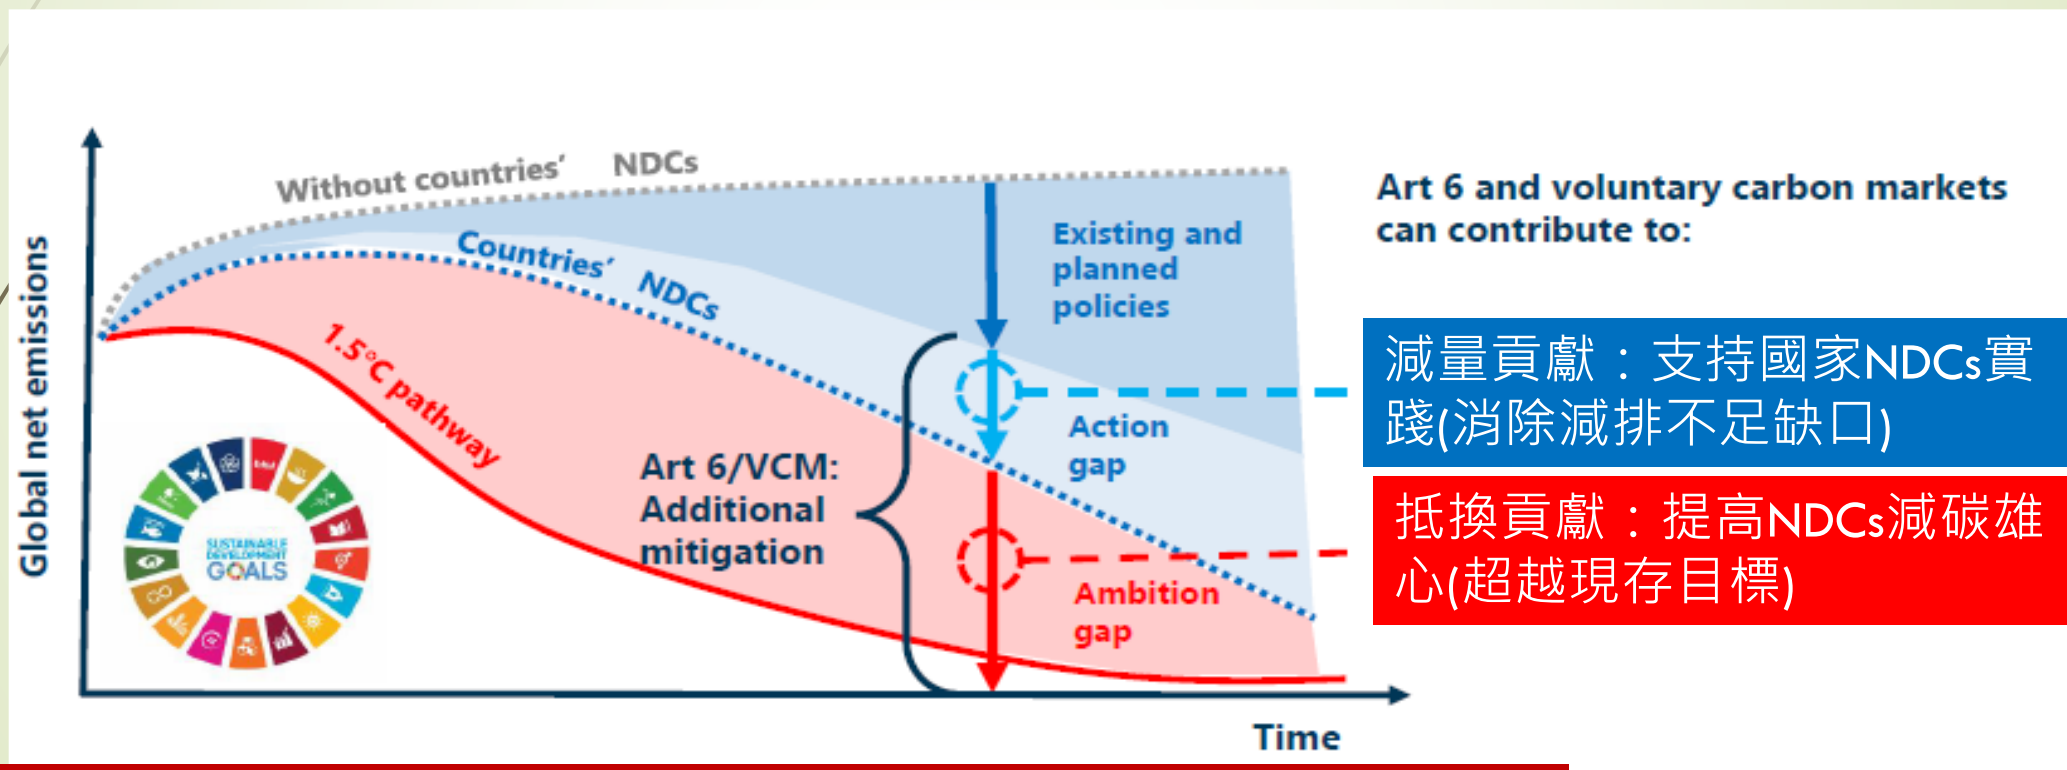 Global net emissions
Without countries’ NDCs
Countries’ NDCs
1.5°C pathway
Existing and
planned
policies
Action
gap
Art 6/VCM:
Additional
mitigation
Ambition
gap
SUSTAINABLE
DEVELOPMENT
GOALS
Time
Art 6 and voluntary carbon markets
can contribute to:
減量貢獻：支持國家NDCs實
踐(消除減排不足缺口)
抵換貢獻：提高NDCs減碳雄
心(超越現存目標)